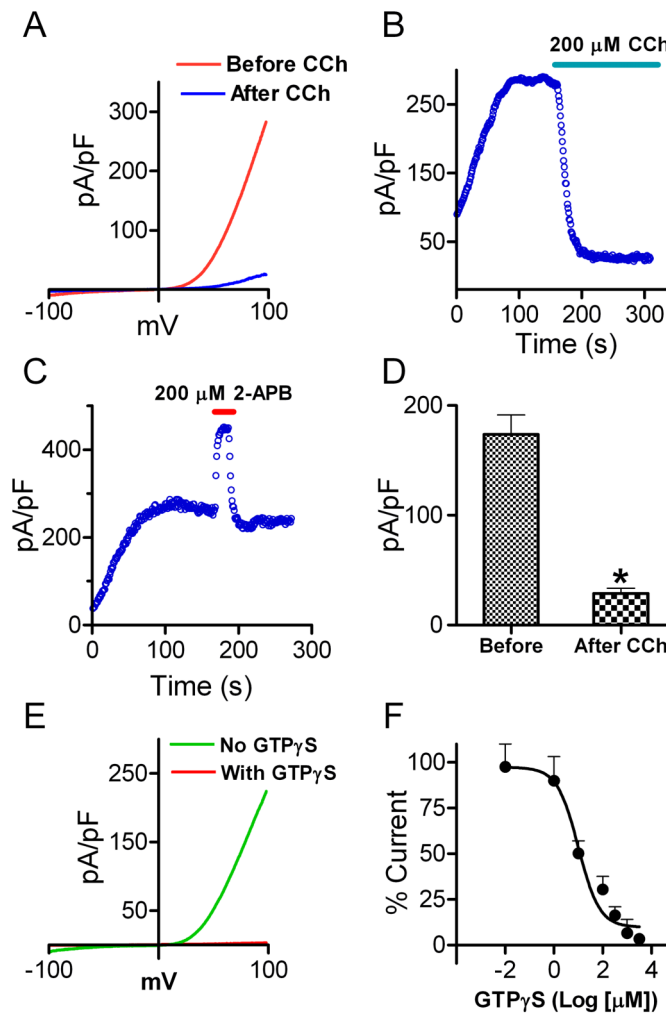 A
Before CCh
After CCh
300
200
100
pA/pF
-100
100
mV
B
200 μM CCh
250
150
50
pA/pF
0
100
200
300
Time (s)
C
200 μM 2-APB
400
200
0
pA/pF
0
100
200
300
Time (s)
D
200
100
0
pA/pF
*
Before
After CCh
E
No GTPγS
With GTPγS
250
150
50
pA/pF
-100
100
mV
F
100
75
50
25
0
% Current
-2
0
2
4
GTPγS (Log [μM])